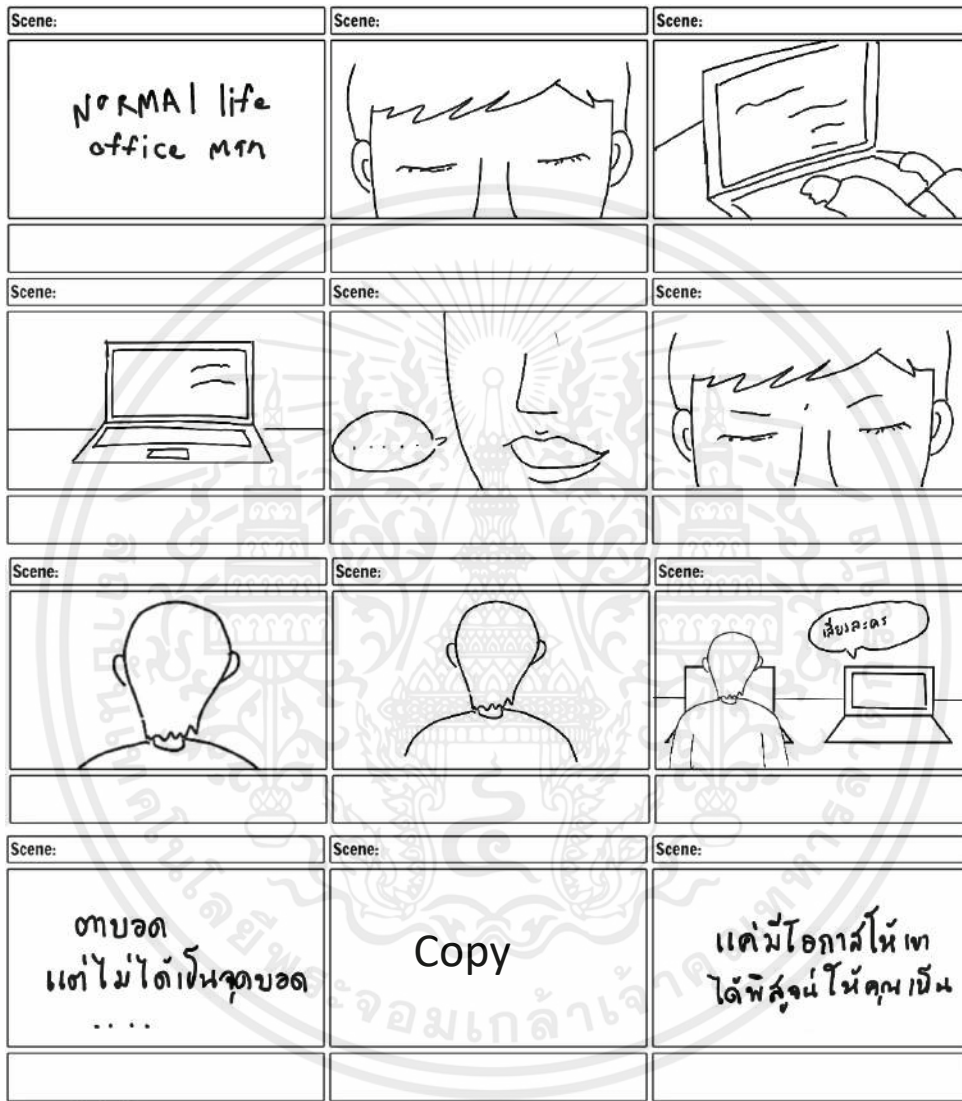 Scene:
Scene:
Scene:
NORMAl life
office man
Scene:
Scene:
Scene:
.....
Scene:
Scene:
Scene:
เสียงละคร
Scene:
Scene:
Scene:
ตาบอด
แต่ไม่ได้เป็นจุดบอด
....
Copy
แค่มีโอกาสให้เขา
ได้พิสูจน์ให้คุณเห็น